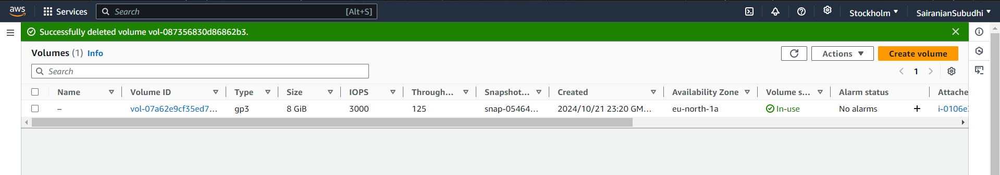 aws Services Search [Alt+S] Stockholm SairanjanSubudhi
Successfully deleted volume vol-087356830d86862b3.
Volumes (1) Info Actions Create volume
Search 1
Name Volume ID Type Size IOPS Through... Snapshot... Created Availability Zone Volume s... Alarm status Attache
– vol-07a62e9cf35ed7... gp3 8 GiB 3000 125 snap-05464... 2024/10/21 23:20 GM... eu-north-1a In-use No alarms + i-0106e